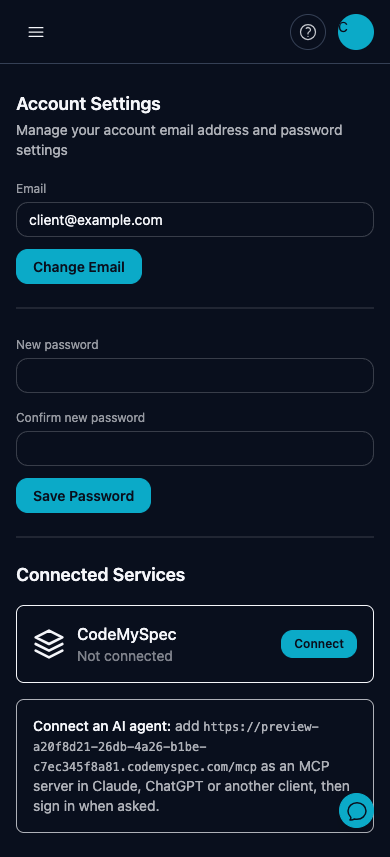 C
Account Settings
Manage your account email address and password
settings
Email
client@example.com
Change Email
New password
Confirm new password
Save Password
Connected Services
CodeMySpec
Not connected
Connect
Connect an AI agent: add https://preview-
a20f8d21-26db-4a26-b1be-
c7ec345f8a81.codemyspec.com/mcp as an MCP
server in Claude, ChatGPT or another client, then
sign in when asked.